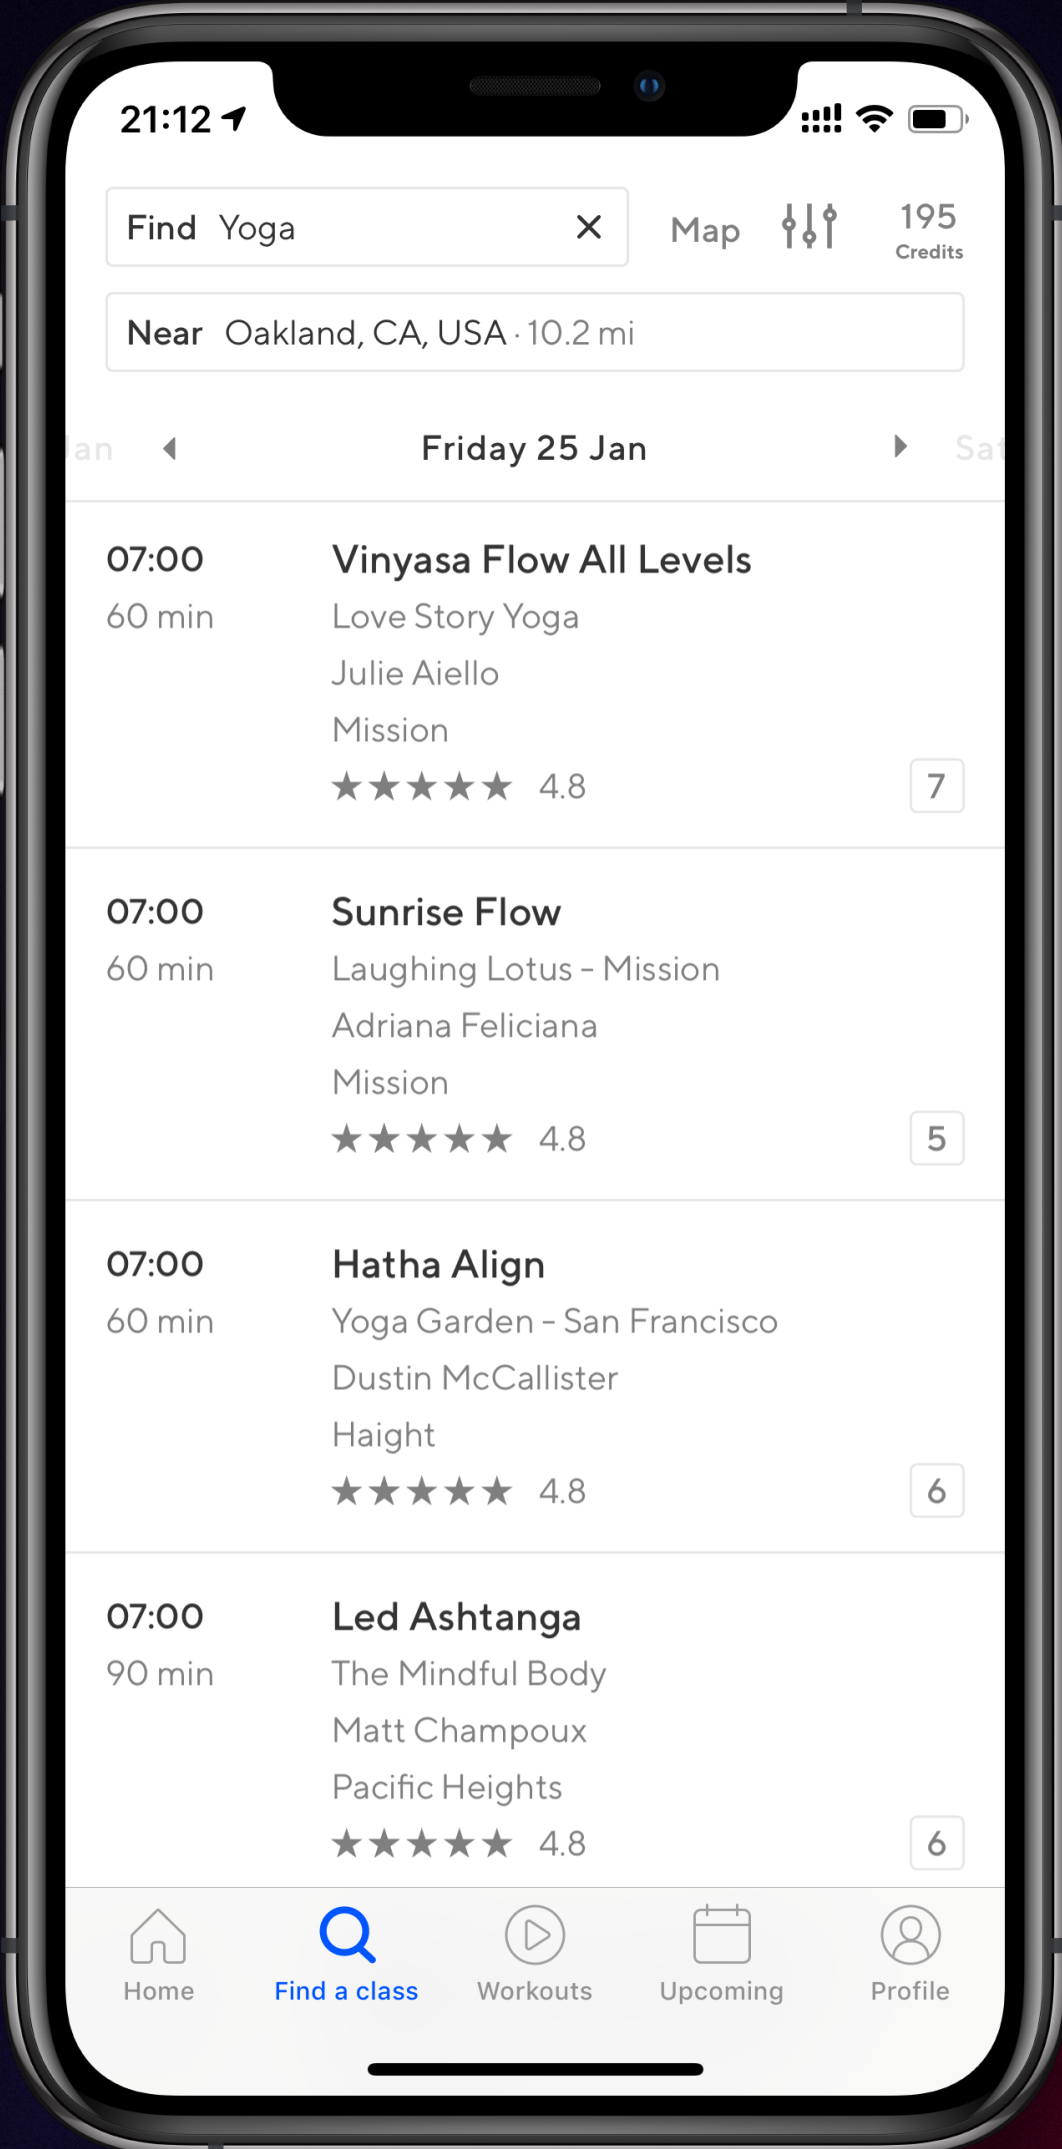 21:12
Find Yoga
Map
195
Credits
Near Oakland, CA, USA · 10.2 mi
Jan
Friday 25 Jan
Sat
07:00 Vinyasa Flow All Levels
60 min Love Story Yoga
Julie Aiello
Mission
★★★★★ 4.8 7
07:00 Sunrise Flow
60 min Laughing Lotus - Mission
Adriana Feliciana
Mission
★★★★★ 4.8 5
07:00 Hatha Align
60 min Yoga Garden - San Francisco
Dustin McCallister
Haight
★★★★★ 4.8 6
07:00 Led Ashtanga
90 min The Mindful Body
Matt Champoux
Pacific Heights
★★★★★ 4.8 6
Home Find a class Workouts Upcoming Profile